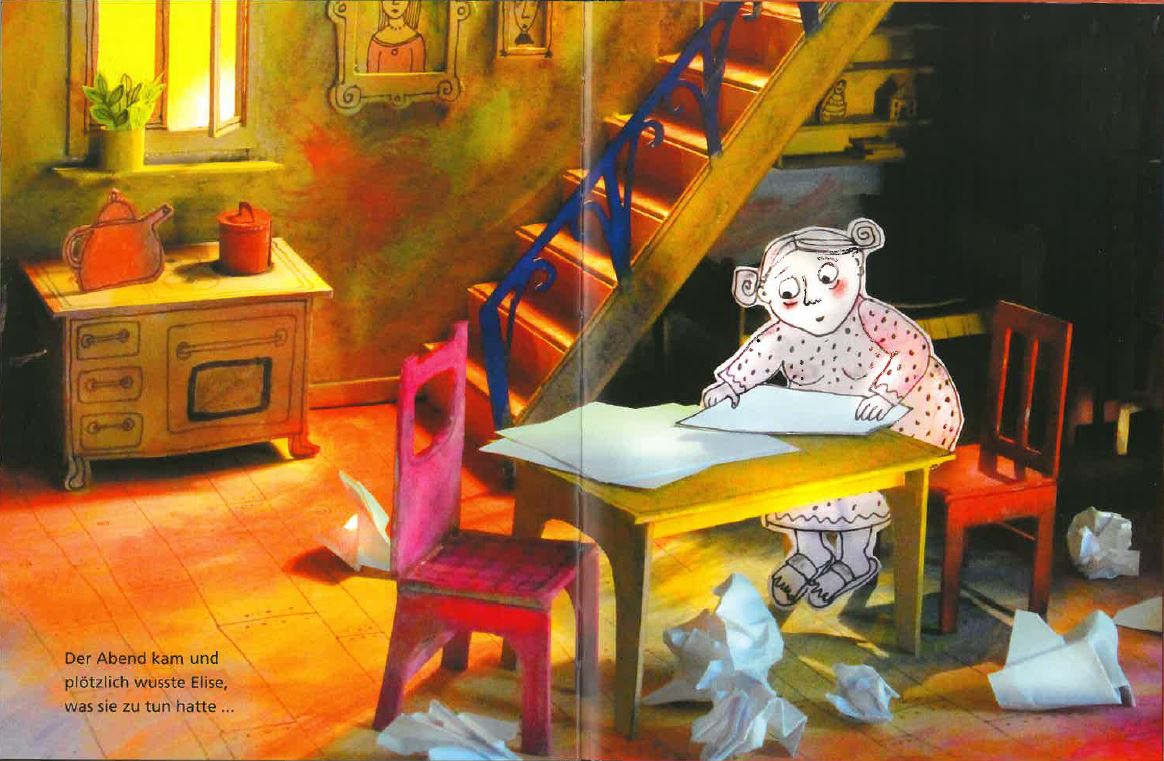 Der Abend kam und
plötzlich wusste Elise,
was sie zu tun hatte ...